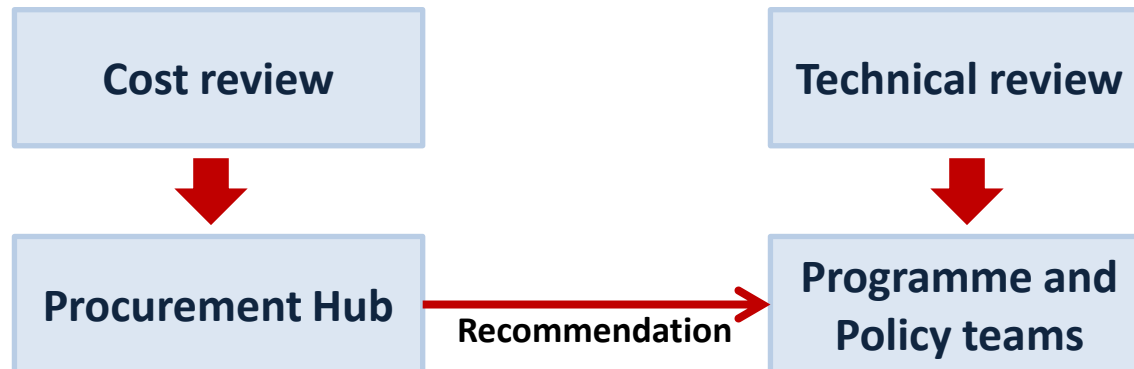 Cost review
Technical review
Procurement Hub
Recommendation
Programme and
Policy teams